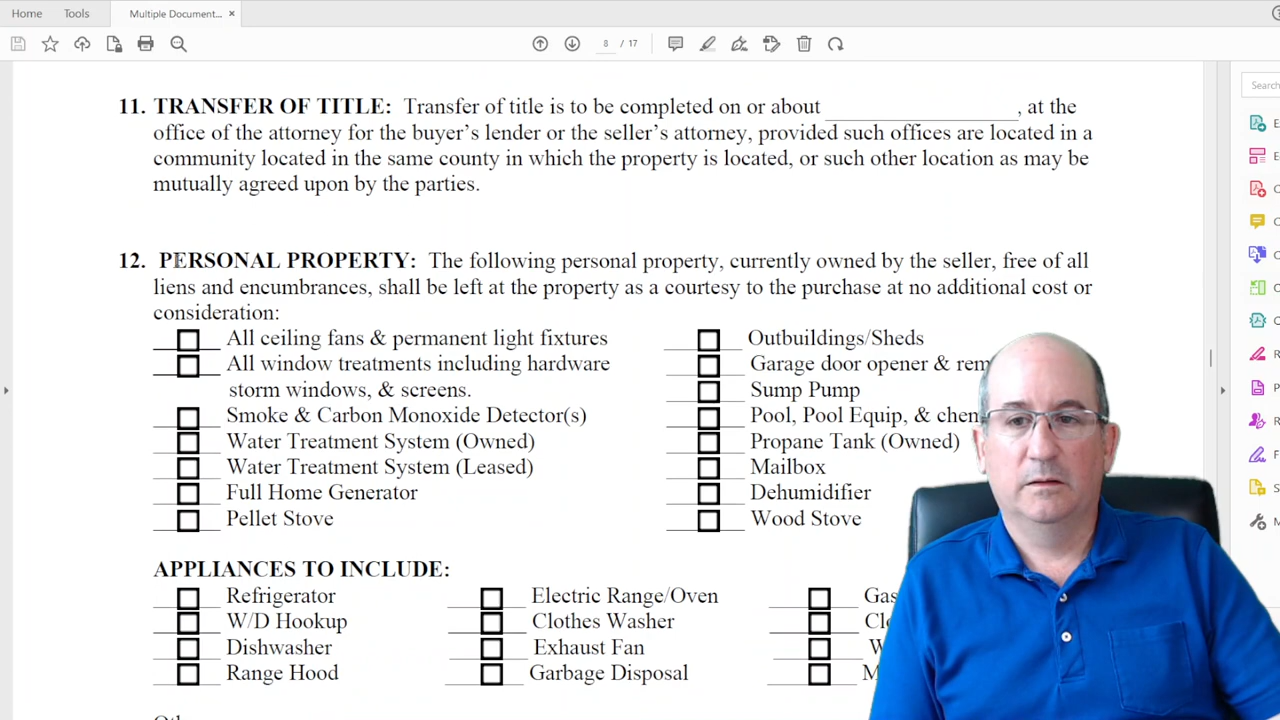 Home Tools Multiple Document... ×
8 / 17
Search
11. TRANSFER OF TITLE: Transfer of title is to be completed on or about ____________, at the
office of the attorney for the buyer's lender or the seller's attorney, provided such offices are located in a
community located in the same county in which the property is located, or such other location as may be
mutually agreed upon by the parties.
12. PERSONAL PROPERTY: The following personal property, currently owned by the seller, free of all
liens and encumbrances, shall be left at the property as a courtesy to the purchase at no additional cost or
consideration:
All ceiling fans & permanent light fixtures
All window treatments including hardware
storm windows, & screens.
Smoke & Carbon Monoxide Detector(s)
Water Treatment System (Owned)
Water Treatment System (Leased)
Full Home Generator
Pellet Stove
Outbuildings/Sheds
Garage door opener & rem
Sump Pump
Pool, Pool Equip, & chem
Propane Tank (Owned)
Mailbox
Dehumidifier
Wood Stove
APPLIANCES TO INCLUDE:
Refrigerator Electric Range/Oven Gas
W/D Hookup Clothes Washer Clo
Dishwasher Exhaust Fan W
Range Hood Garbage Disposal M